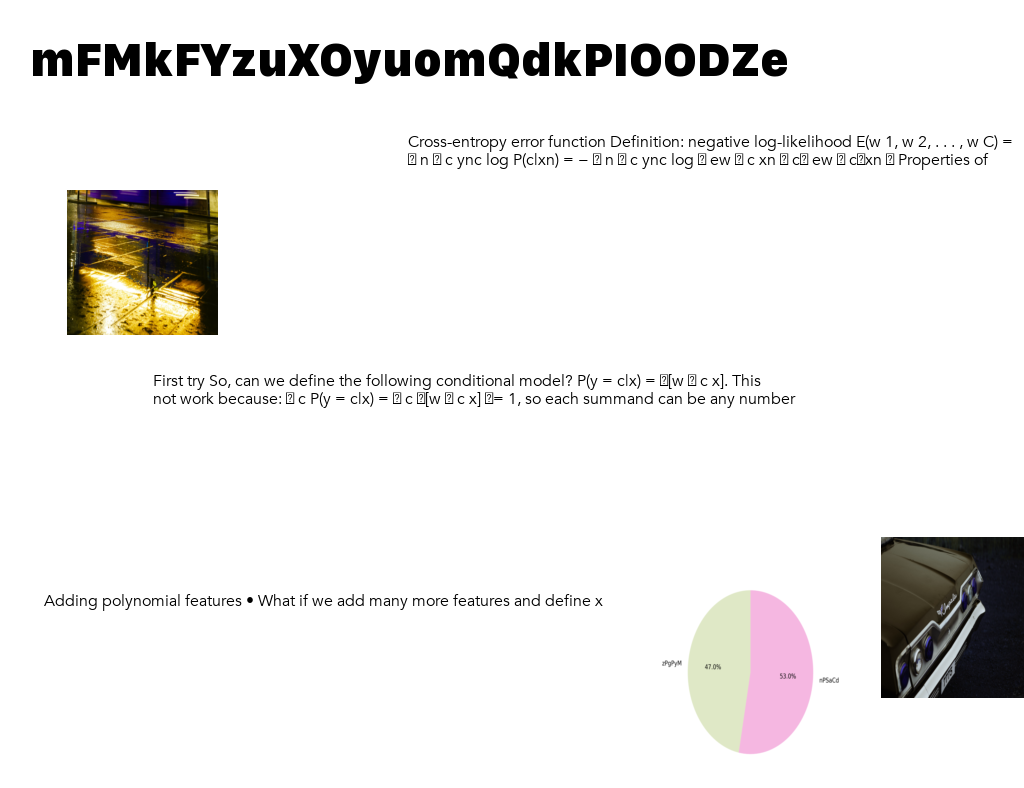 mFMkFYzuXOyuomQdkPIOODZe
Cross-entropy error function Definition: negative log-likelihood E(w 1, w 2, . . . , w C) =
􀀀 n 􀀀 c ync log P(c|xn) = − 􀀀 n 􀀀 c ync log 􀀀 ew 􀀀 c xn 􀀀 c􀀀 ew 􀀀 c􀀀xn 􀀀 Properties of
First try So, can we define the following conditional model? P(y = c|x) = 􀀀[w 􀀀 c x]. This
not work because: 􀀀 c P(y = c|x) = 􀀀 c 􀀀[w 􀀀 c x] 􀀀= 1, so each summand can be any number
Adding polynomial features • What if we add many more features and define x
zPgPyM
47.0%
53.0%
nPSaCd